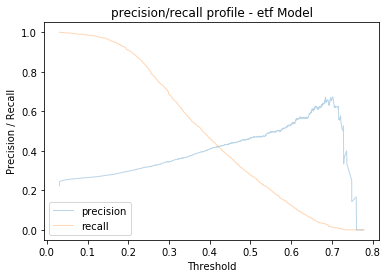 precision/recall profile - etf Model
Precision / Recall
1.0
0.8
0.6
0.4
0.2
0.0
precision
recall
0.0 0.1 0.2 0.3 0.4 0.5 0.6 0.7 0.8
Threshold